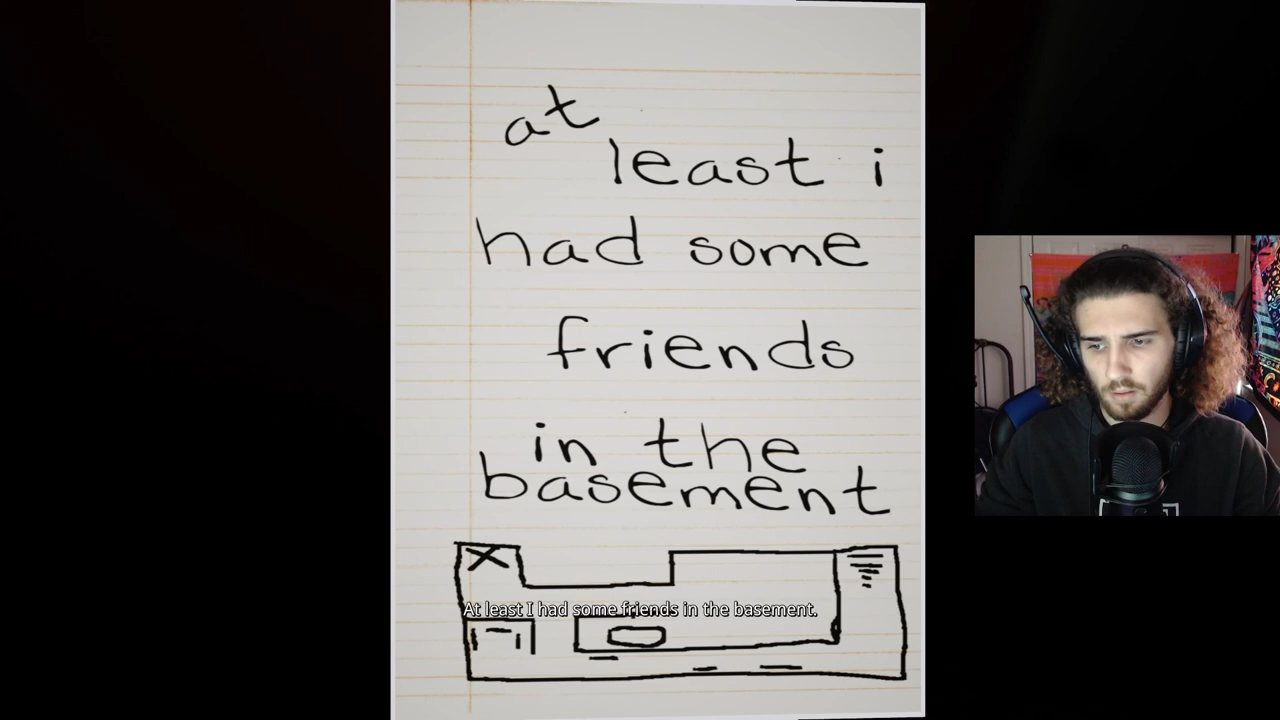 at
least i
had some
friends
in the
basement
At least I had some friends in the basement.